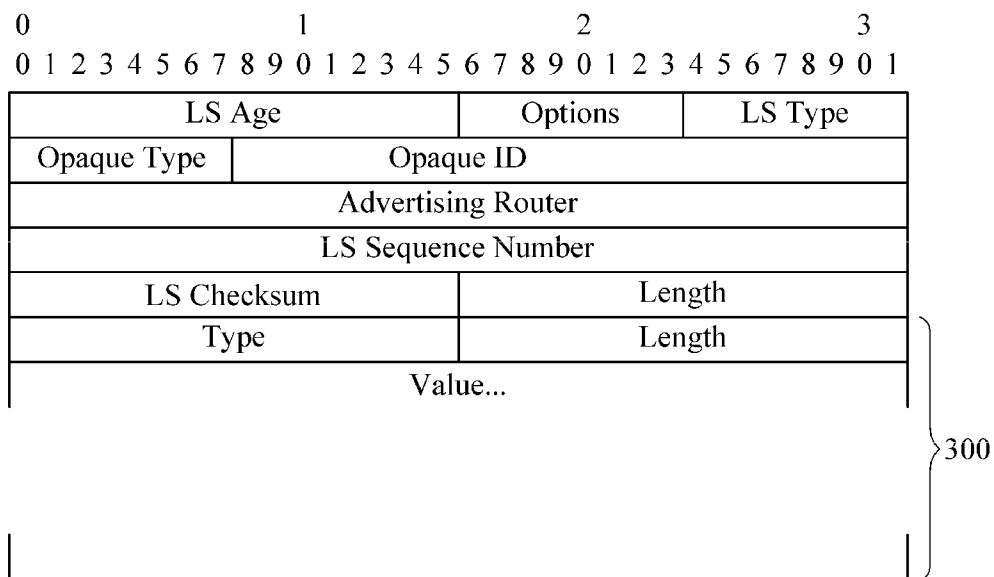 0 1 2 3
0 1 2 3 4 5 6 7 8 9 0 1 2 3 4 5 6 7 8 9 0 1 2 3 4 5 6 7 8 9 0 1
LS Age Options LS Type
Opaque Type Opaque ID
Advertising Router
LS Sequence Number
LS Checksum Length
Type Length
Value...
300